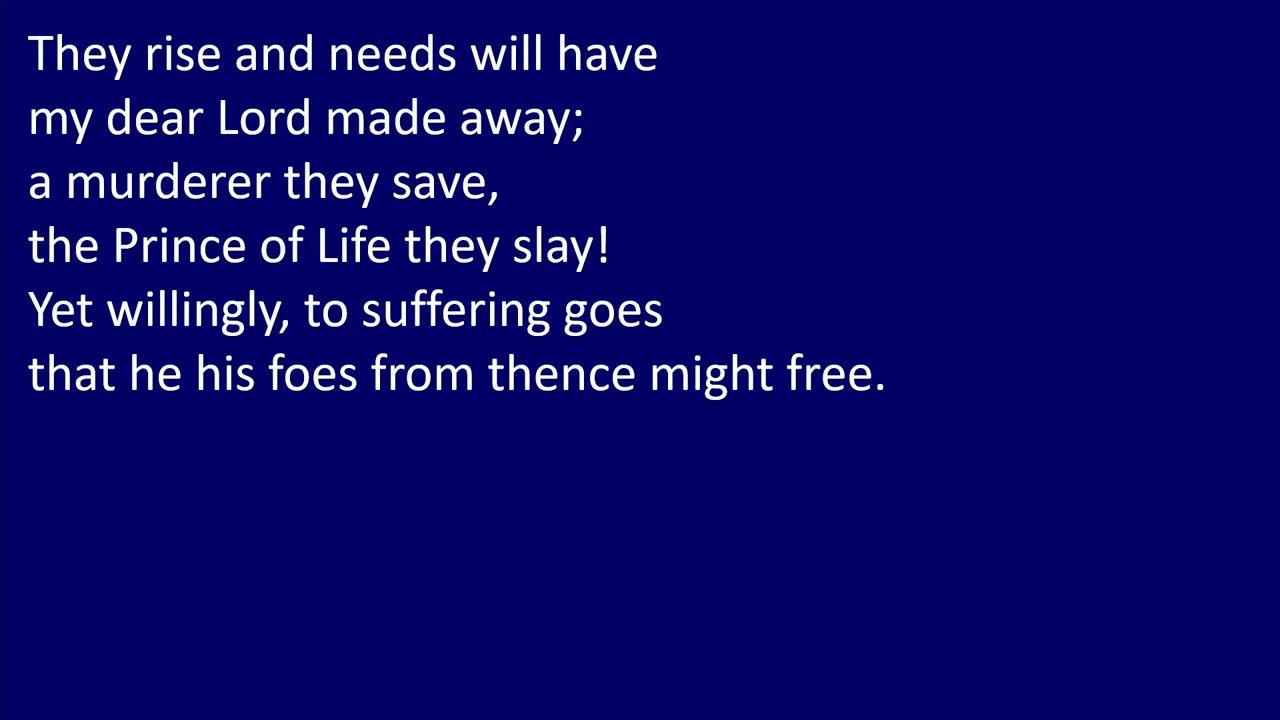 They rise and needs will have
my dear Lord made away;
a murderer they save,
the Prince of Life they slay!
Yet willingly, to suffering goes
that he his foes from thence might free.